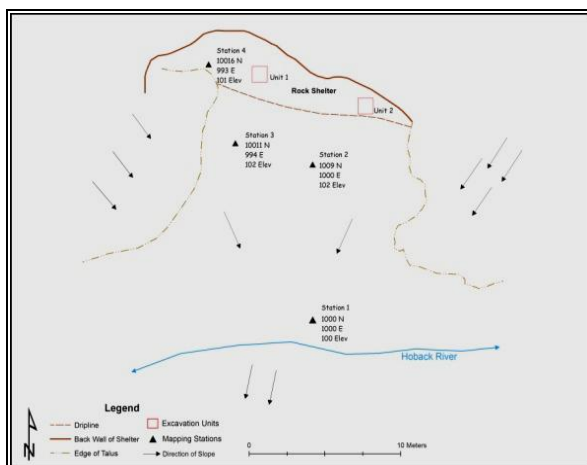 Station 4
10016 N
993 E
101 Elev
Unit 1
Rock Shelter
Unit 2
Station 3
10011 N
994 E
102 Elev
Station 2
1009 N
1000 E
102 Elev
Station 1
1000 N
1000 E
100 Elev
Hoback River
N
Legend
Dripline
Back Wall of Shelter
Edge of Talus
Excavation Units
Mapping Stations
Direction of Slope
0 10 Meters